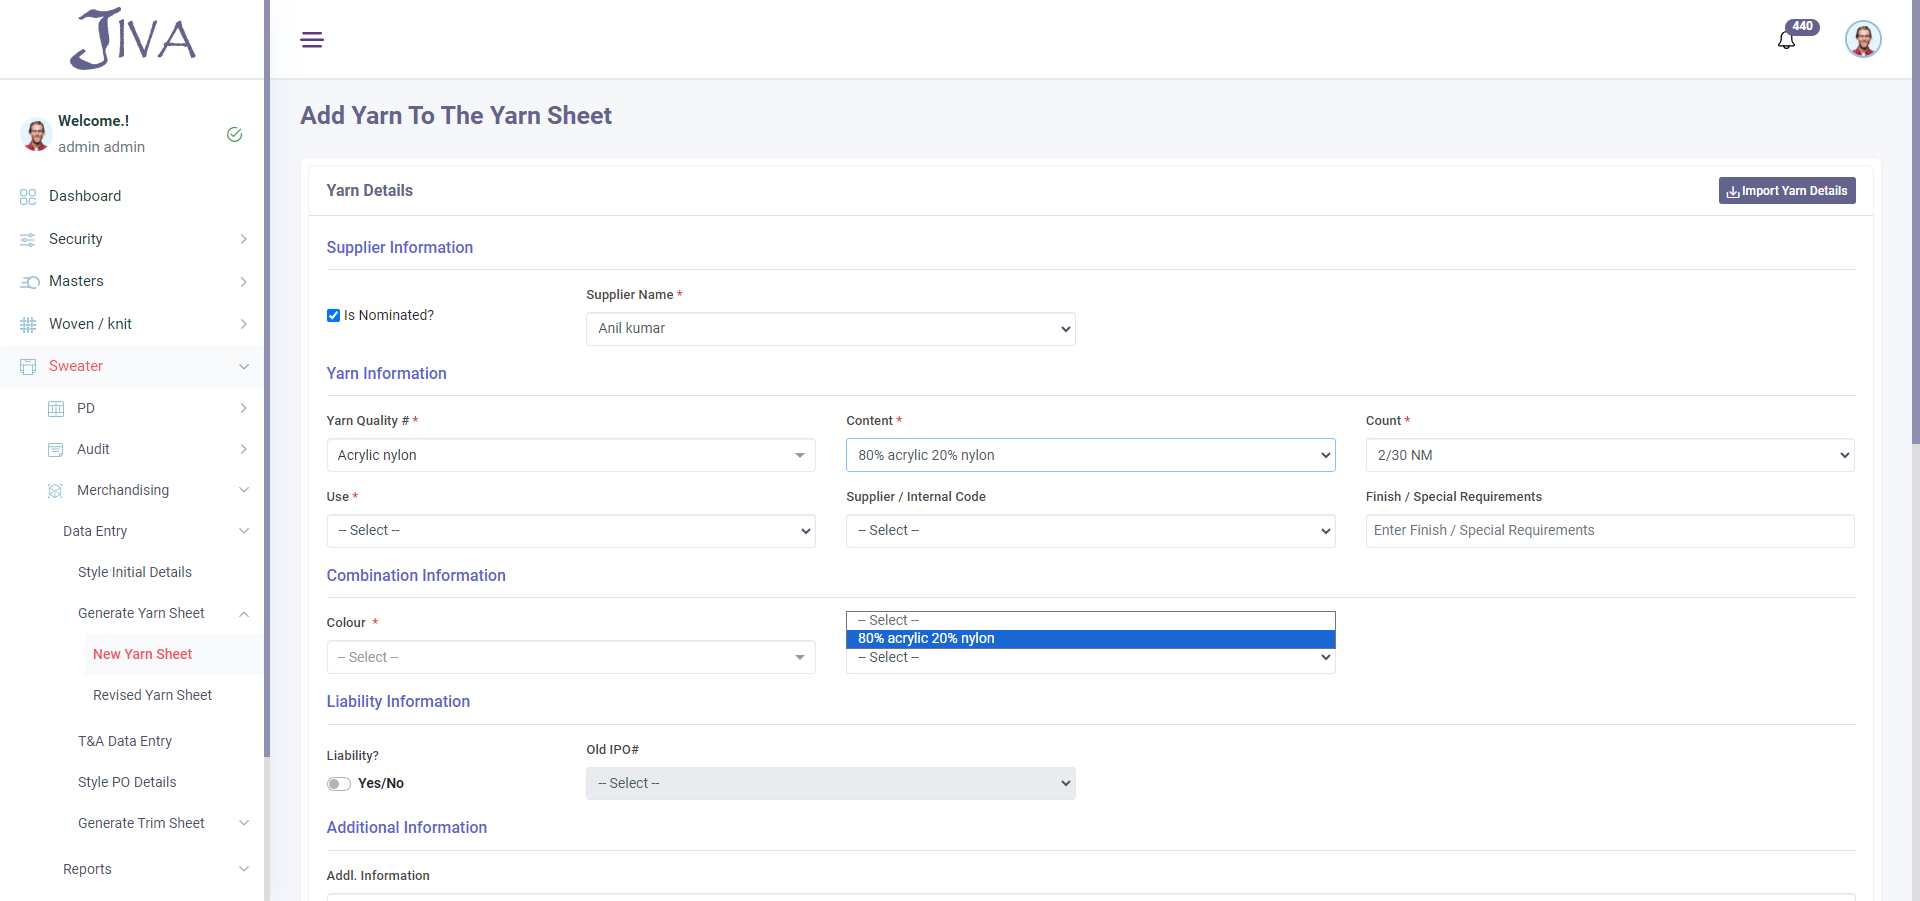 JIVA
440
Welcome.!
admin admin
Dashboard
Security
Masters
Woven / knit
Sweater
PD
Audit
Merchandising
Data Entry
Style Initial Details
Generate Yarn Sheet
New Yarn Sheet
Revised Yarn Sheet
T&A Data Entry
Style PO Details
Generate Trim Sheet
Reports
Add Yarn To The Yarn Sheet
Yarn Details
Import Yarn Details
Supplier Information
Is Nominated?
Supplier Name *
Anil kumar
Yarn Information
Yarn Quality # *
Content *
Count *
Acrylic nylon
80% acrylic 20% nylon
2/30 NM
Use *
Supplier / Internal Code
Finish / Special Requirements
-- Select --
-- Select --
Enter Finish / Special Requirements
Combination Information
Colour *
-- Select --
80% acrylic 20% nylon
-- Select --
-- Select --
Liability Information
Liability?
Yes/No
Old IPO#
-- Select --
Additional Information
Addl. Information